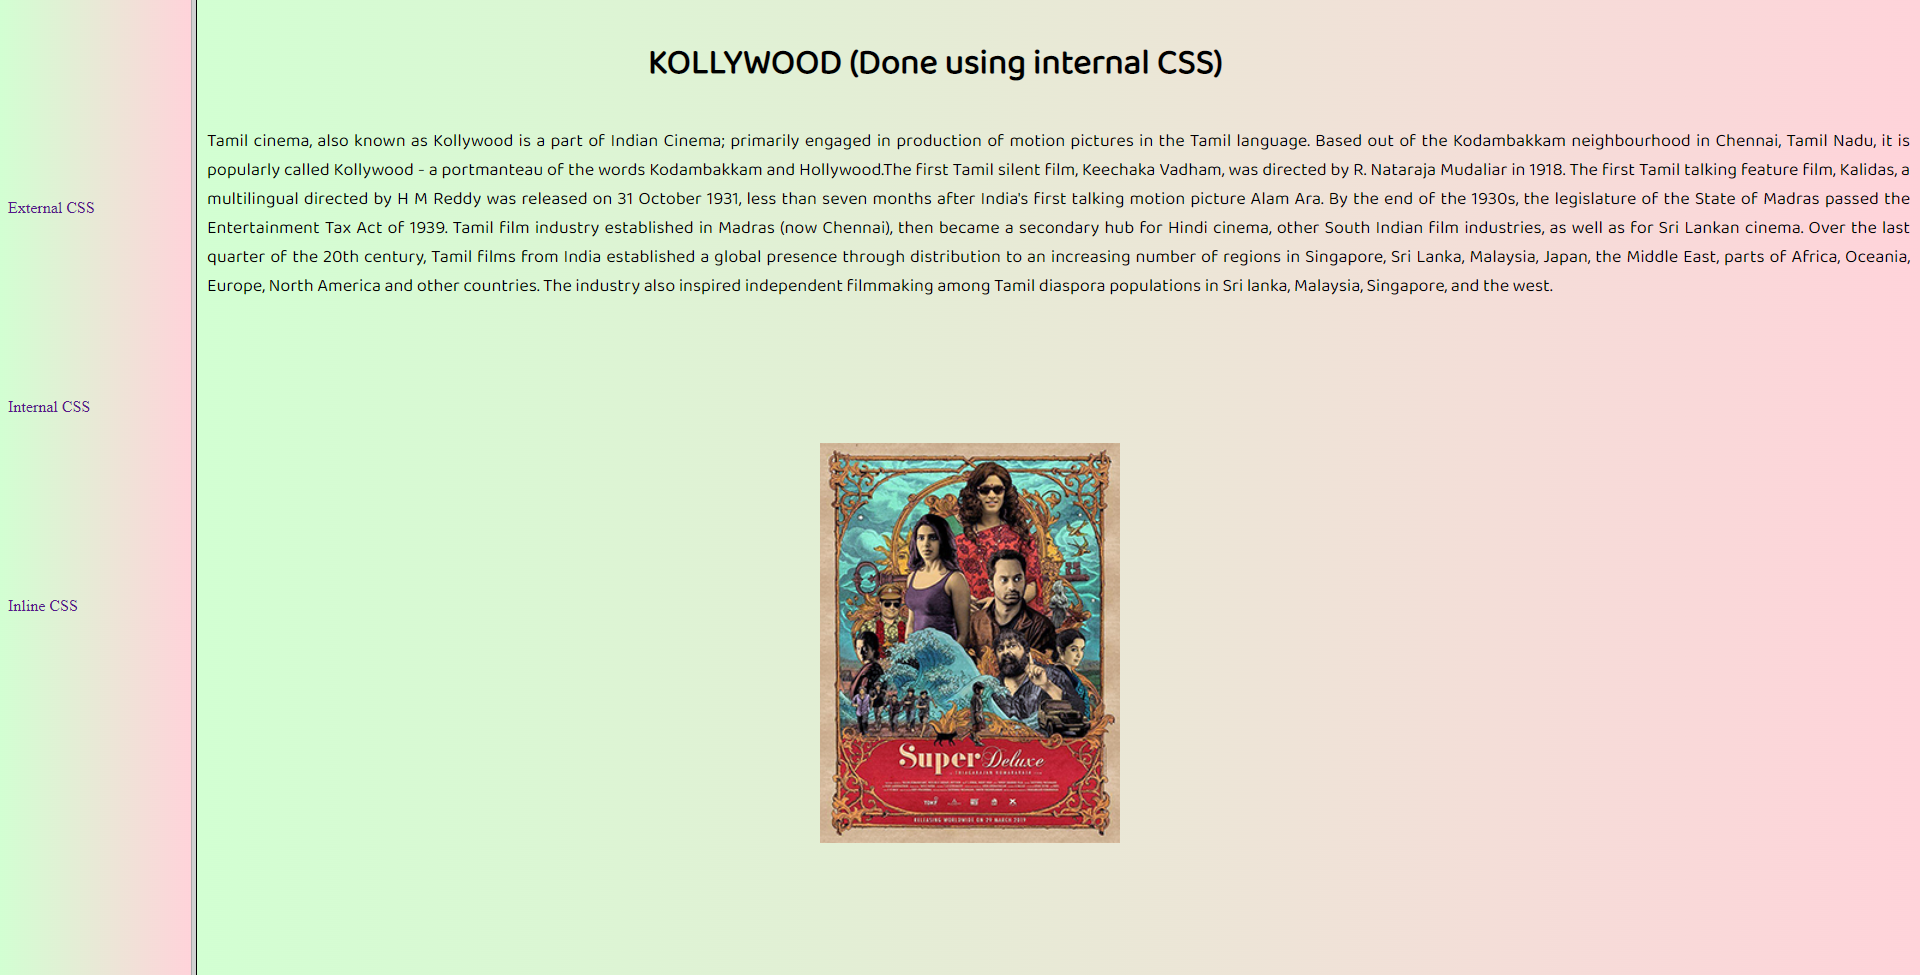 KOLLYWOOD (Done using internal CSS)
Tamil cinema, also known as Kollywood is a part of Indian Cinema; primarily engaged in production of motion pictures in the Tamil language. Based out of the Kodambakkam neighbourhood in Chennai, Tamil Nadu, it is
popularly called Kollywood - a portmanteau of the words Kodambakkam and Hollywood.The first Tamil silent film, Keechaka Vadham, was directed by R. Nataraja Mudaliar in 1918. The first Tamil talking feature film, Kalidas, a
multilingual directed by H M Reddy was released on 31 October 1931, less than seven months after India's first talking motion picture Alam Ara. By the end of the 1930s, the legislature of the State of Madras passed the
Entertainment Tax Act of 1939. Tamil film industry established in Madras (now Chennai), then became a secondary hub for Hindi cinema, other South Indian film industries, as well as for Sri Lankan cinema. Over the last
quarter of the 20th century, Tamil films from India established a global presence through distribution to an increasing number of regions in Singapore, Sri Lanka, Malaysia, Japan, the Middle East, parts of Africa, Oceania,
Europe, North America and other countries. The industry also inspired independent filmmaking among Tamil diaspora populations in Sri lanka, Malaysia, Singapore, and the west.
External CSS
Internal CSS
Inline CSS
Super Deluxe
RELEASING WORLDWIDE ON 29 MARCH 2019